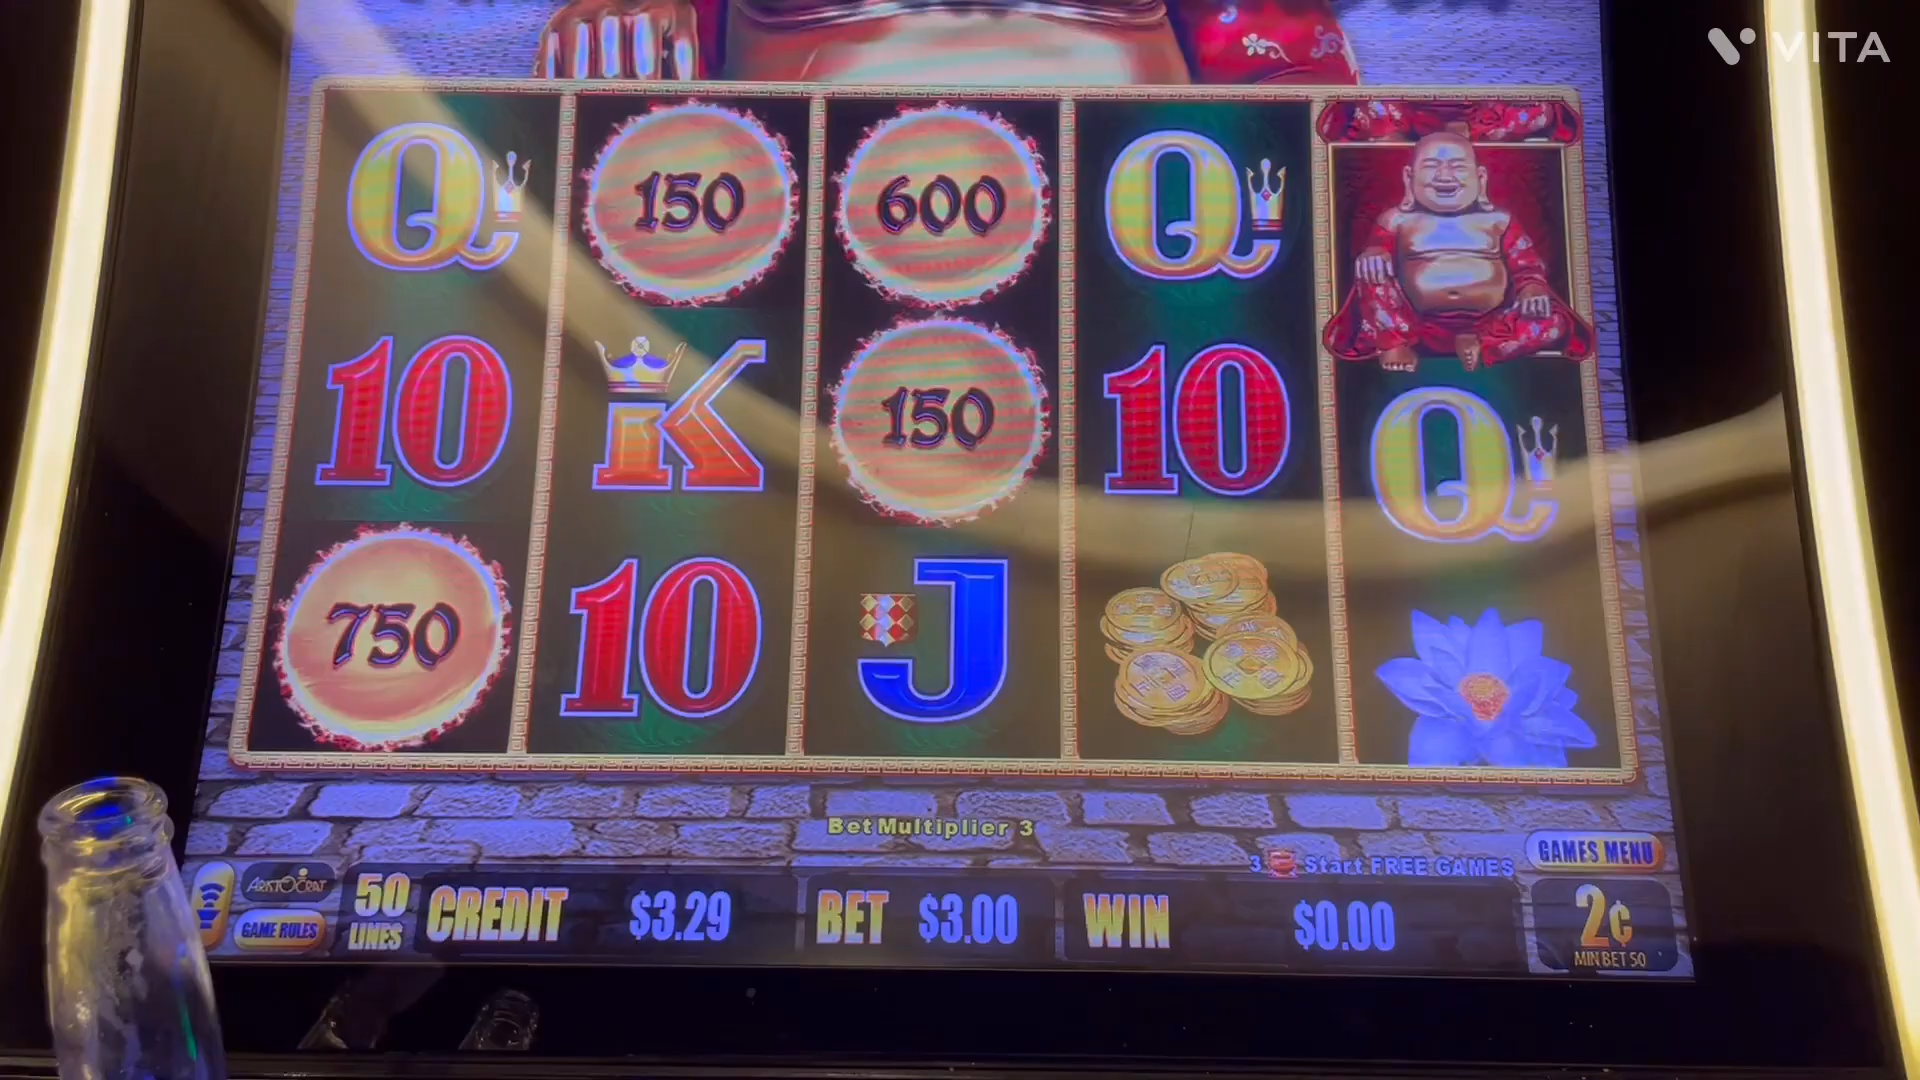 VITA
Q 150 600 Q
10 K 150 10 Q
750 10 J
Bet Multiplier 3
3 Start FREE GAMES
GAMES MENU
ARISTOCRAT
GAME RULES
50 LINES
CREDIT $3.29
BET $3.00
WIN $0.00
2¢
MIN BET 50